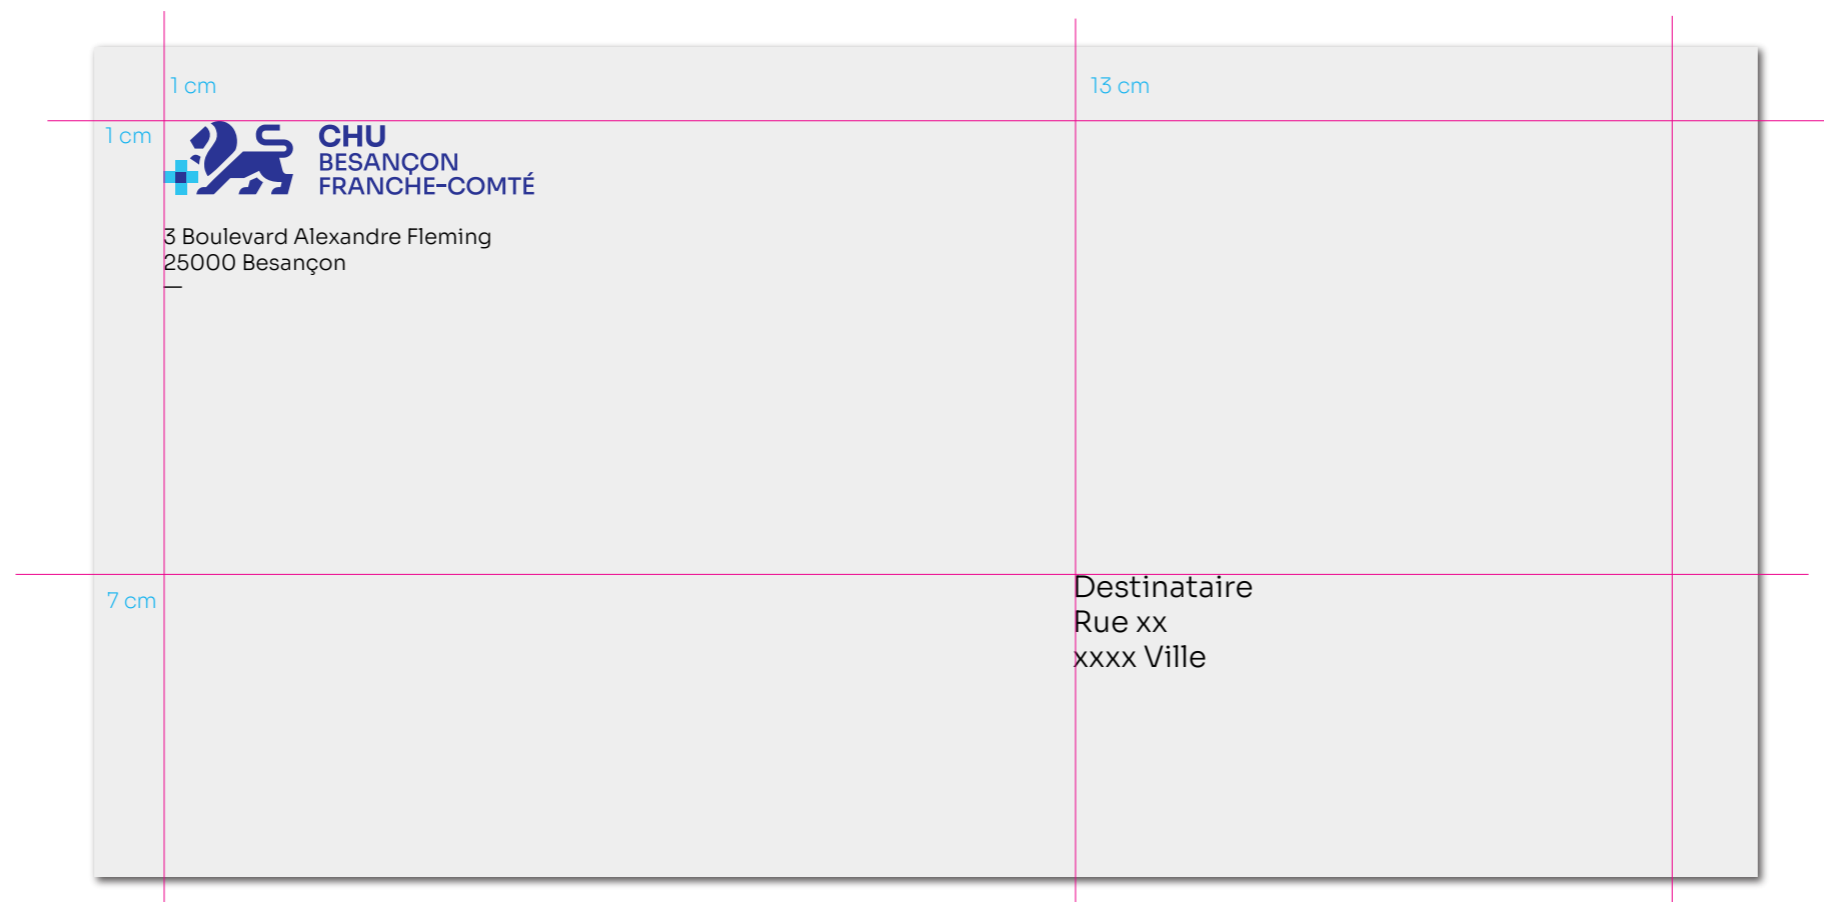 1 cm
13 cm
1 cm
CHU
BESANÇON
FRANCHE-COMTÉ
3 Boulevard Alexandre Fleming
25000 Besançon
—
7 cm
Destinataire
Rue xx
xxxx Ville